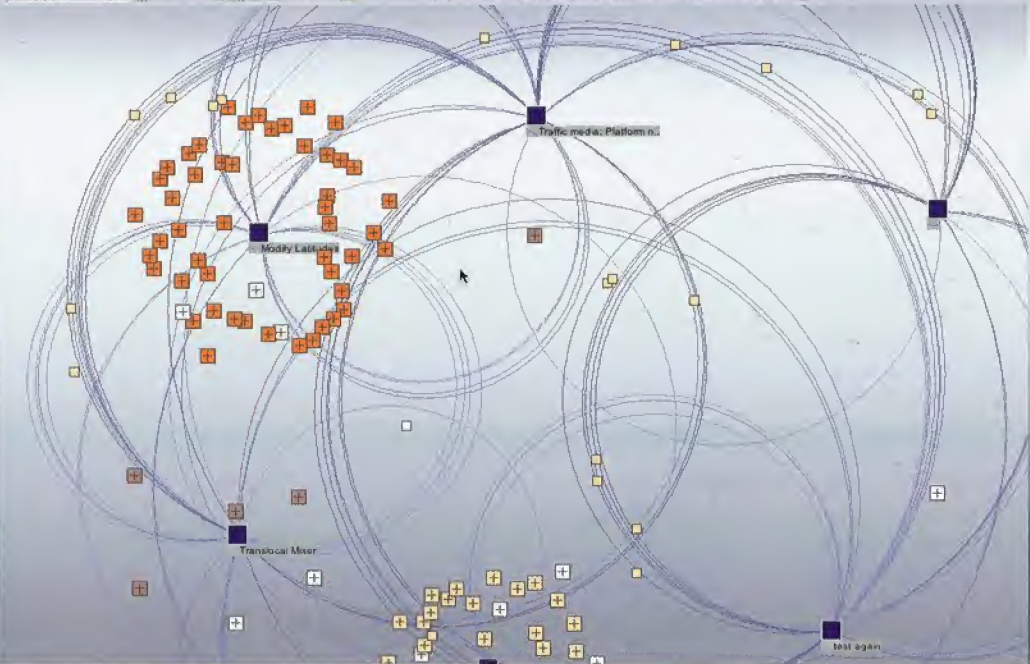 Traffic media: Platform n..
Modify Latitudes
Translocal Mixer
test again